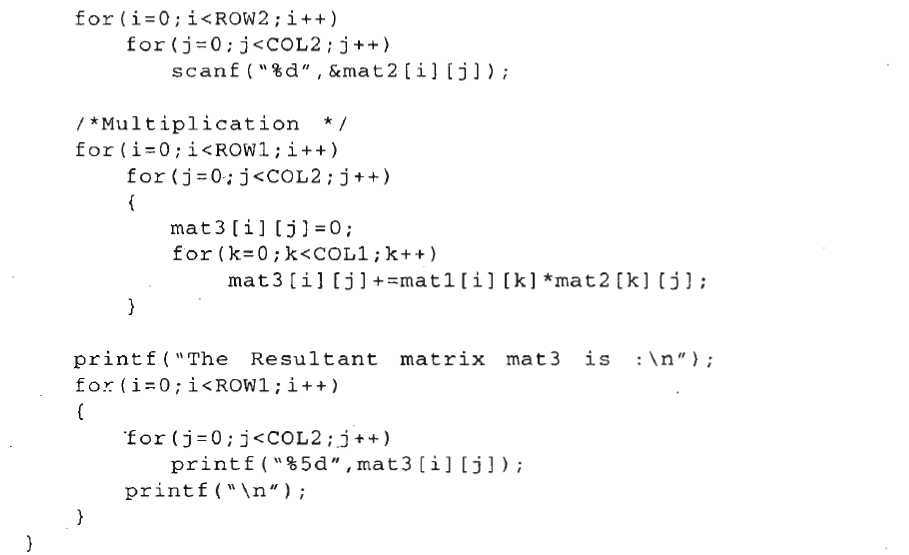 for(i=0;i<ROW2;i++)
for(j=0;j<COL2;j++)
scanf("%d",&mat2[i][j]);
/*Multiplication */
for(i=0;i<ROW1;i++)
for(j=0;j<COL2;j++)
{
mat3[i][j]=0;
for(k=0;k<COL1;k++)
mat3[i][j]+=mat1[i][k]*mat2[k][j];
}
printf("The Resultant matrix mat3 is :\n");
for(i=0;i<ROW1;i++)
{
for(j=0;j<COL2;j++)
printf("%5d",mat3[i][j]);
printf("\n");
}
}